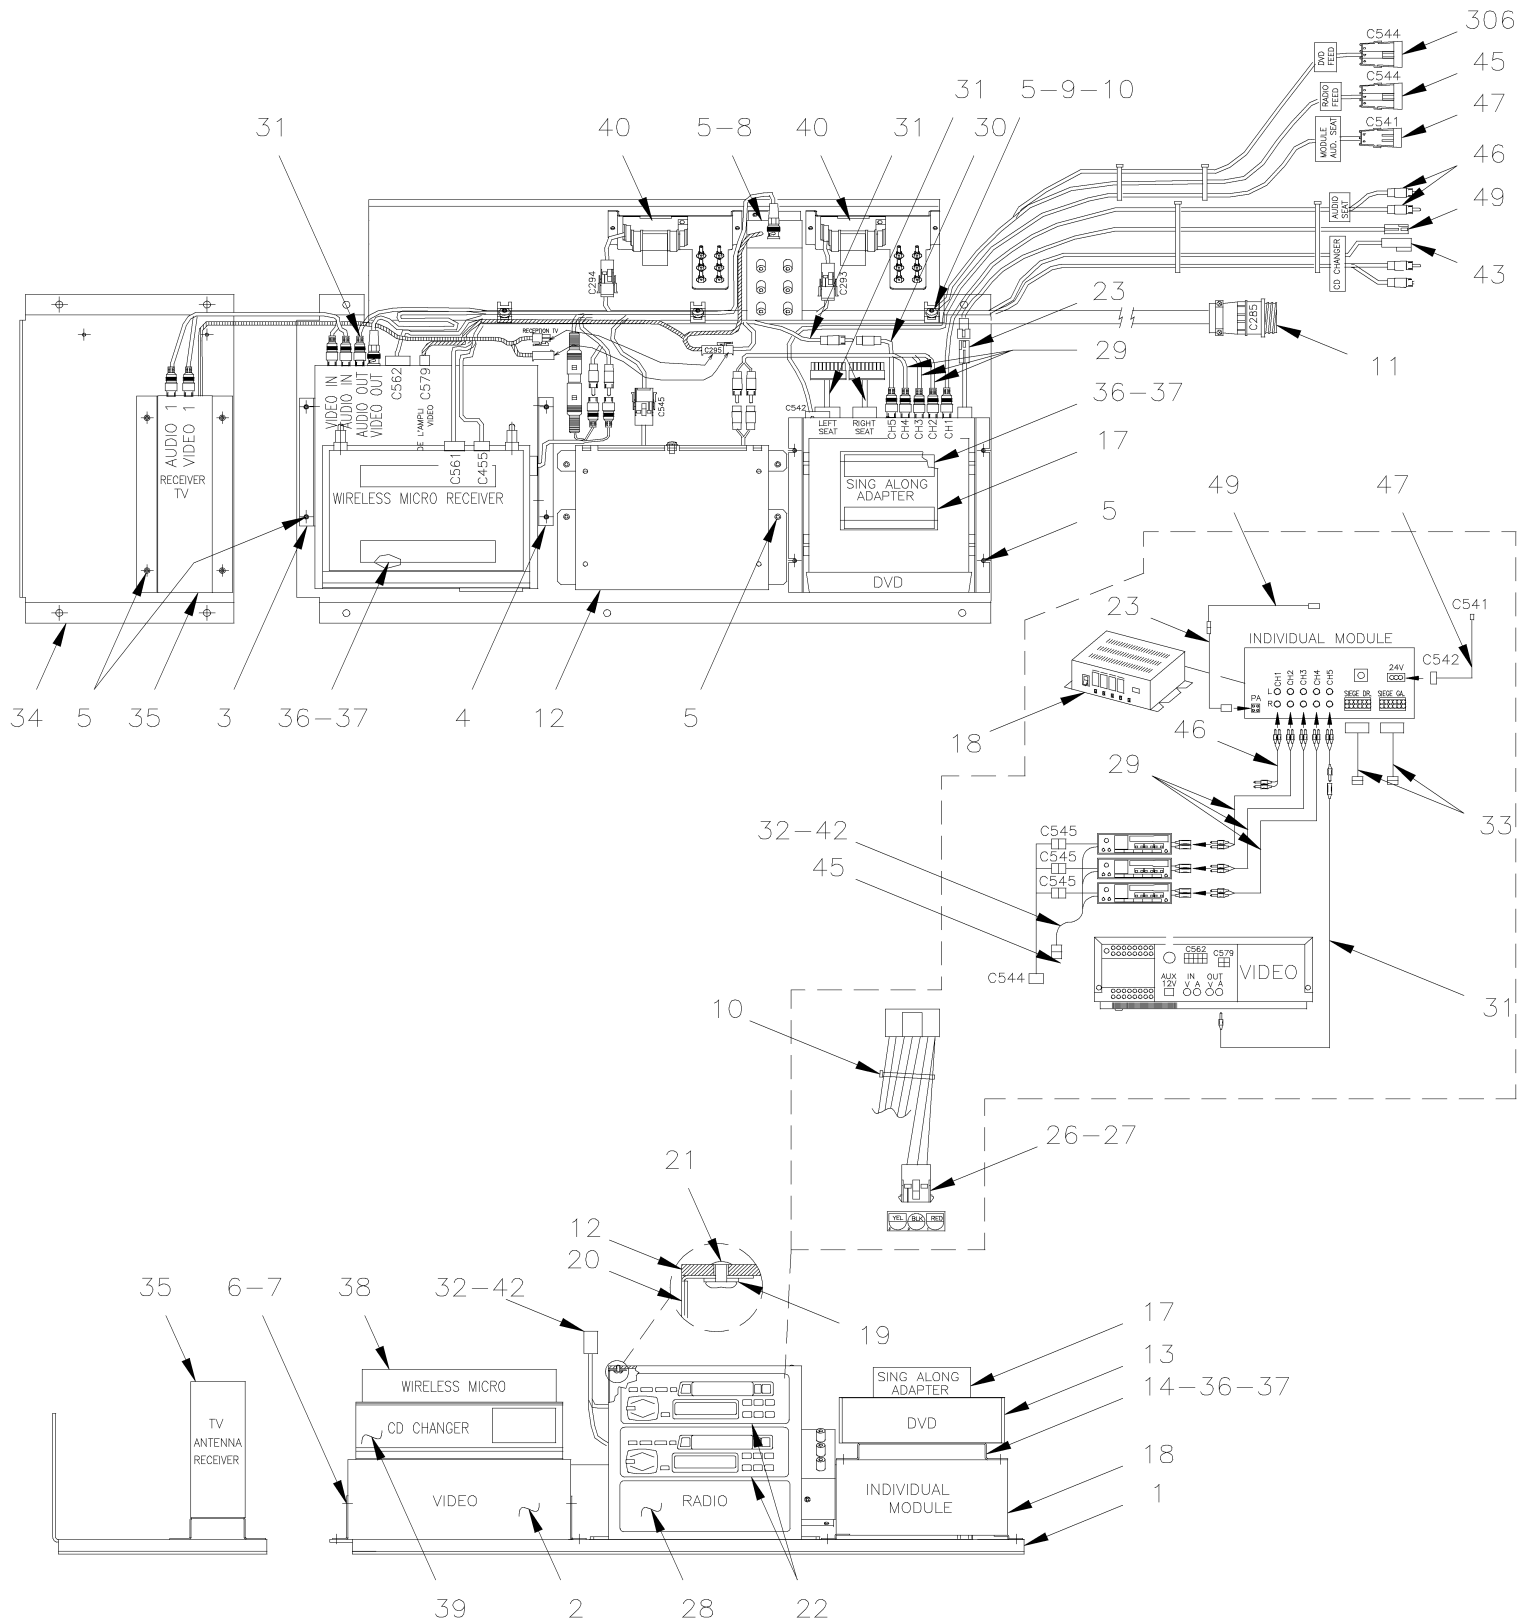 306
C544
DVD
FEED
45
C544
RADIO
FEED
47
C541
MODULE
AUD. SEAT
46
AUDIO
SEAT
49
CD CHANGER
43
31
40
5-8
40
31
31
30
5-9-10
C294
C293
C285
11
23
29
36-37
17
5
RECEPTION TV
C295
VIDEO IN
AUDIO IN
AUDIO OUT
VIDEO OUT
C562
C579
DE L'AMPLI
VIDEO
C561
C455
C545
C542
LEFT
SEAT
RIGHT
SEAT
CH5
CH4
CH3
CH2
CH1
AUDIO 1
VIDEO 1
RECEIVER
TV
WIRELESS MICRO RECEIVER
SING ALONG
ADAPTER
DVD
34
5
35
3
36-37
4
12
5
49
47
23
C541
INDIVIDUAL MODULE
C542
24V
CH1
CH2
CH3
CH4
CH5
L
R
PA
SIEGE DR.
SIEGE GA.
18
46
29
33
32-42
45
C545
C545
C545
C544
C562
C579
AUX
12V
IN
V A
OUT
V A
VIDEO
31
10
26-27
YEL
BLK
RED
21
12
20
19
35
6-7
38
32-42
17
13
14-36-37
18
1
TV
ANTENNA
RECEIVER
WIRELESS MICRO
CD CHANGER
VIDEO
RADIO
SING ALONG
ADAPTER
DVD
INDIVIDUAL
MODULE
39
2
28
22